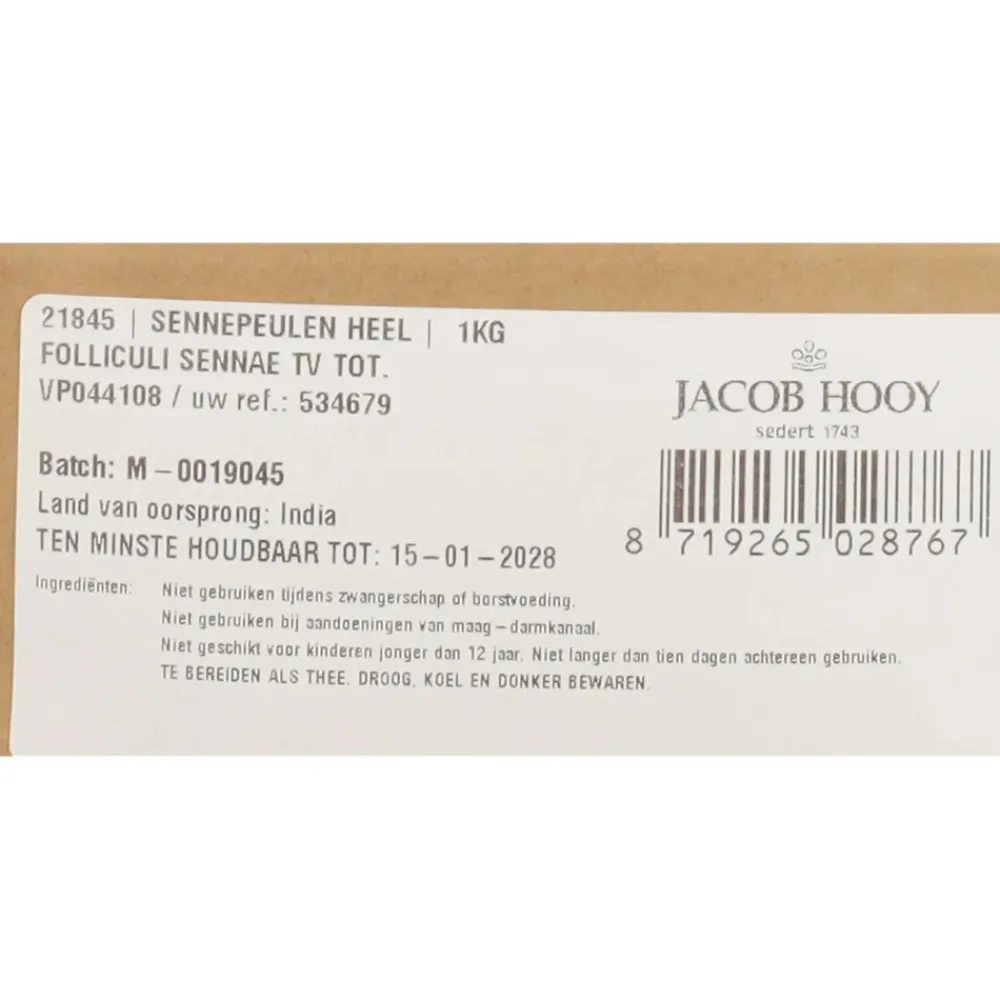 21845 | SENNEPEULEN HEEL | 1KG
FOLLICULI SENNAE TV TOT.
VP044108 / uw ref.: 534679
JACOB HOOY
sedert 1743
8 719265 028767
Batch: M-0019045
Land van oorsprong: India
TEN MINSTE HOUDBAAR TOT: 15-01-2028
Ingrediënten: Niet gebruiken tijdens zwangerschap of borstvoeding.
Niet gebruiken bij aandoeningen van maag-darmkanaal.
Niet geschikt voor kinderen jonger dan 12 jaar. Niet langer dan tien dagen achtereen gebruiken.
TE BEREIDEN ALS THEE. DROOG, KOEL EN DONKER BEWAREN.